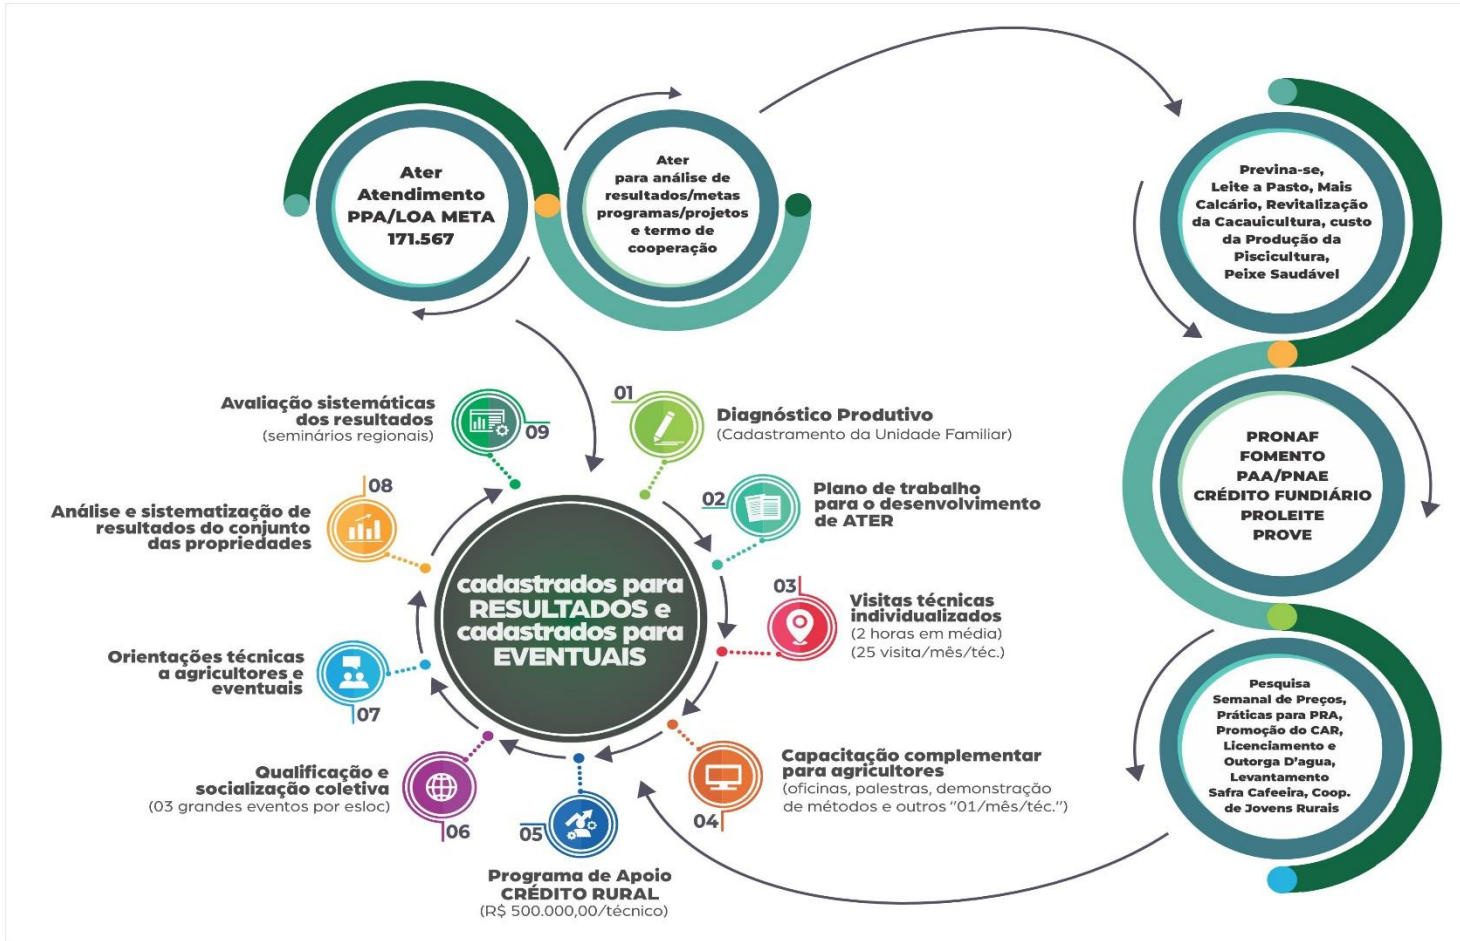 Ater
Atendimento
PPA/LOA META
171.567
Ater
para análise de
resultados/metas
programas/projetos
e termo de
cooperação
Previna-se,
Leite a Pasto, Mais
Calcário, Revitalização
da Cacauicultura, custo
da Produção da
Piscicultura,
Peixe Saudável
PRONAF
FOMENTO
PAA/PNAE
CRÉDITO FUNDIÁRIO
PROLEITE
PROVE
Pesquisa
Semanal de Preços,
Práticas para PRA,
Promoção do CAR,
Licenciamento e
Outorga D'agua,
Levantamento
Safra Cafeeira, Coop.
de Jovens Rurais
cadastrados para
RESULTADOS e
cadastrados para
EVENTUAIS
01
Diagnóstico Produtivo
(Cadastramento da Unidade Familiar)
02
Plano de trabalho
para o desenvolvimento
de ATER
03
Visitas técnicas
individualizados
(2 horas em média)
(25 visita/mês/téc.)
04
Capacitação complementar
para agricultores
(oficinas, palestras, demonstração
de métodos e outros "01/mês/téc.")
05
Programa de Apoio
CRÉDITO RURAL
(R$ 500.000,00/técnico)
06
Qualificação e
socialização coletiva
(03 grandes eventos por esloc)
07
Orientações técnicas
a agricultores e
eventuais
08
Análise e sistematização de
resultados do conjunto
das propriedades
09
Avaliação sistemáticas
dos resultados
(seminários regionais)